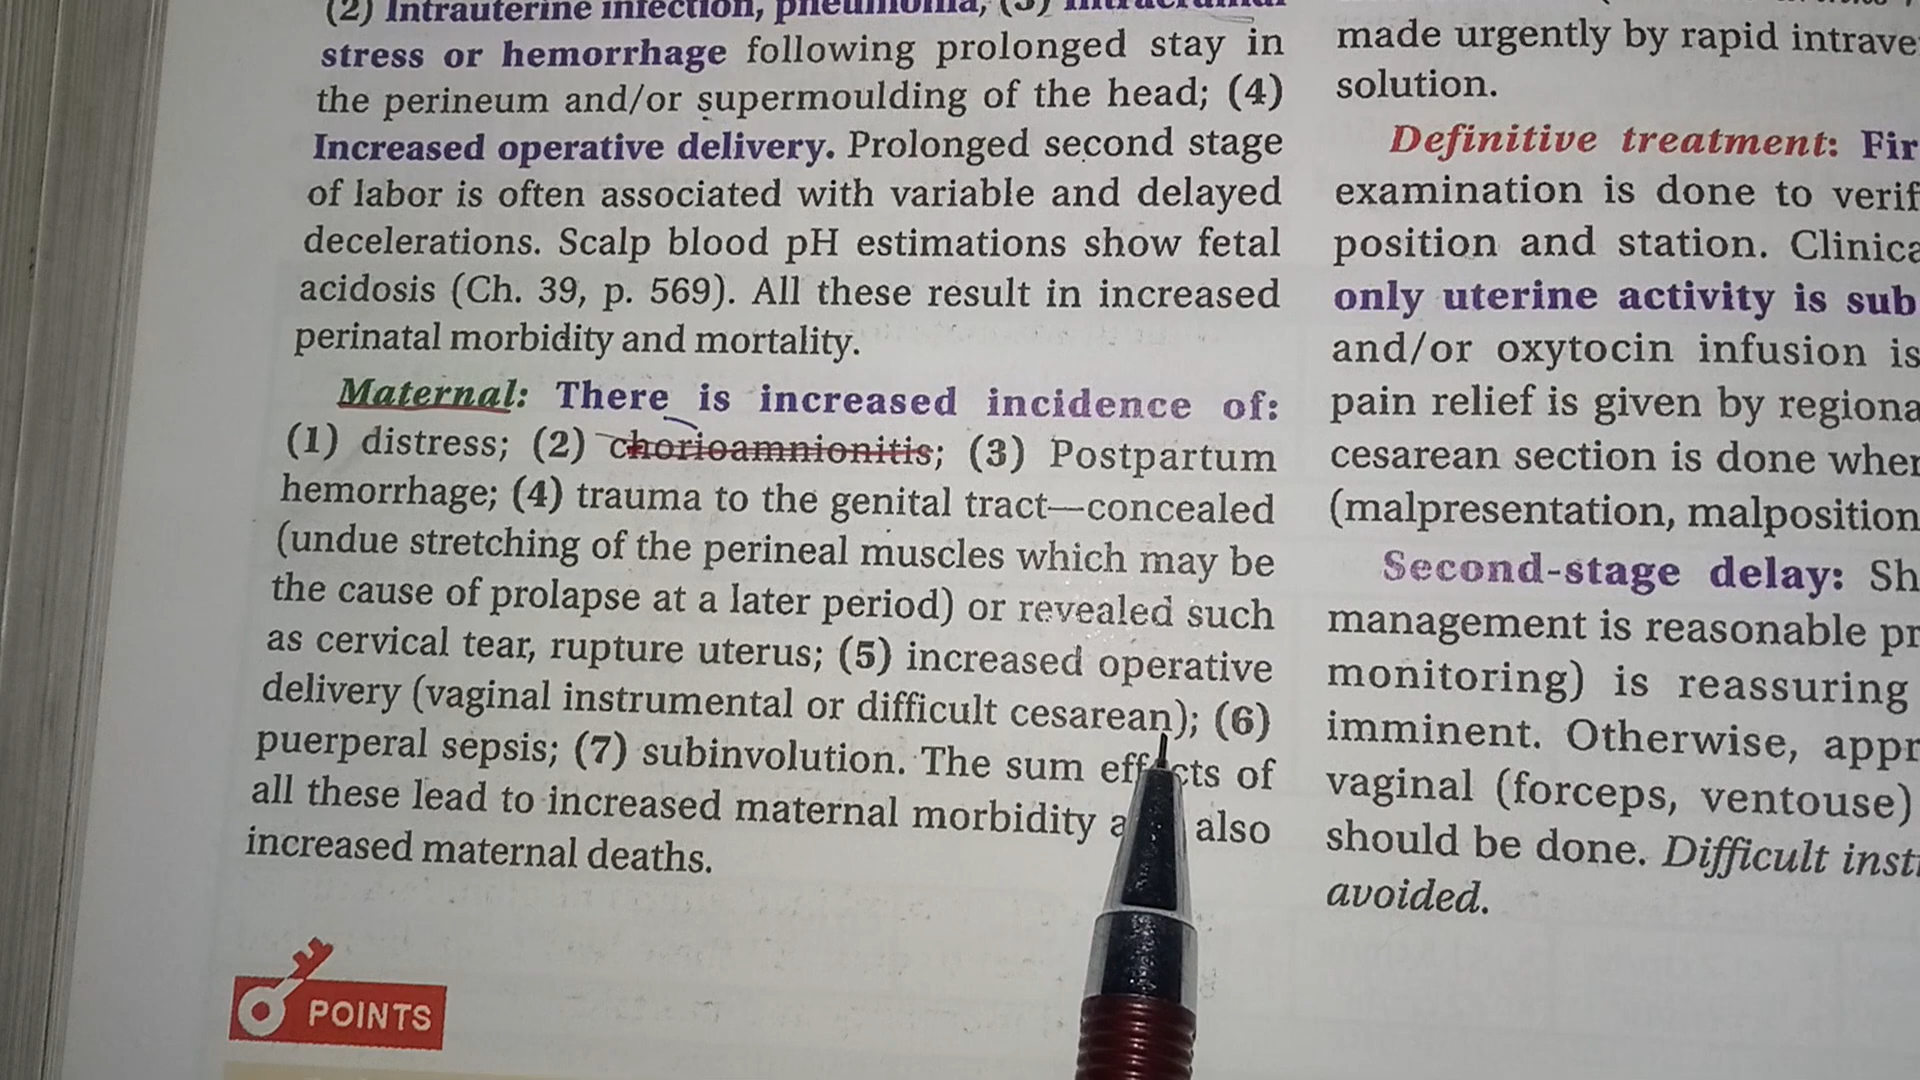 (2) Intrauterine infection, pneumonia, (3) Intracranial
stress or hemorrhage following prolonged stay in
the perineum and/or supermoulding of the head; (4)
Increased operative delivery. Prolonged second stage
of labor is often associated with variable and delayed
decelerations. Scalp blood pH estimations show fetal
acidosis (Ch. 39, p. 569). All these result in increased
perinatal morbidity and mortality.
Maternal: There is increased incidence of:
(1) distress; (2) chorioamnionitis; (3) Postpartum
hemorrhage; (4) trauma to the genital tract—concealed
(undue stretching of the perineal muscles which may be
the cause of prolapse at a later period) or revealed such
as cervical tear, rupture uterus; (5) increased operative
delivery (vaginal instrumental or difficult cesarean); (6)
puerperal sepsis; (7) subinvolution. The sum effects of
all these lead to increased maternal morbidity also
increased maternal deaths.
POINTS
made urgently by rapid intrave
solution.
Definitive treatment: Fir
examination is done to verif
position and station. Clinica
only uterine activity is sub
and/or oxytocin infusion is
pain relief is given by regiona
cesarean section is done wher
(malpresentation, malposition
Second-stage delay: Sh
management is reasonable pr
monitoring) is reassuring
imminent. Otherwise, appr
vaginal (forceps, ventouse)
should be done. Difficult inst
avoided.